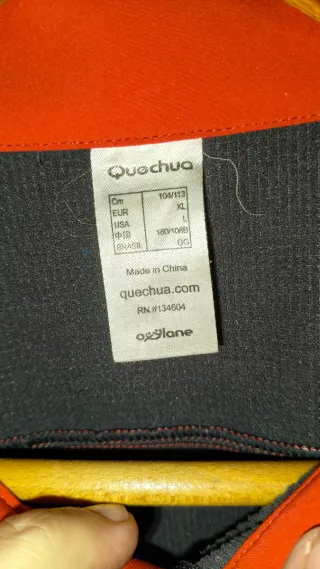 Quechua
Cm 104/113
EUR XL
USA L
中国 180/108B
BRASIL GG
Made in China
quechua.com
RN #134604
oxylane